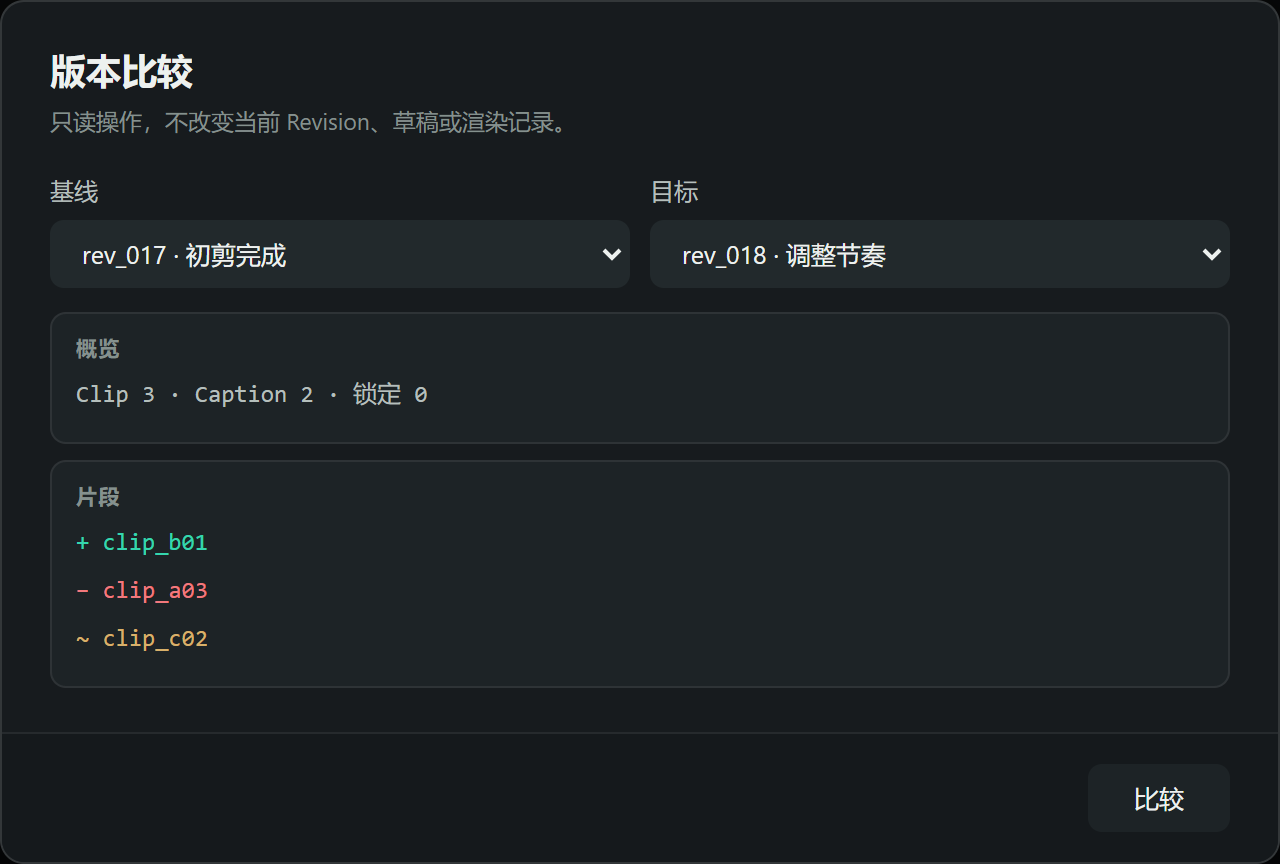 版本比较
只读操作，不改变当前 Revision、草稿或渲染记录。
基线
目标
rev_017 · 初剪完成
rev_018 · 调整节奏
概览
Clip 3 · Caption 2 · 锁定 0
片段
+ clip_b01
− clip_a03
~ clip_c02
比较